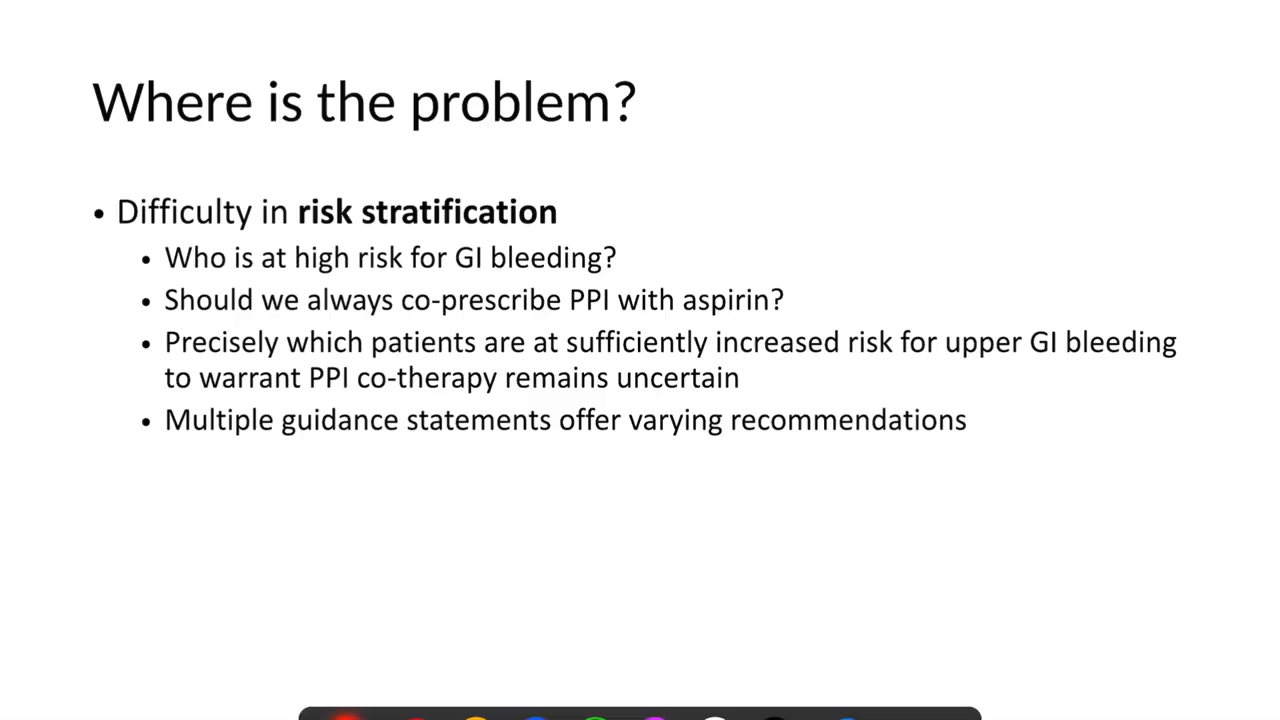 Where is the problem?
• Difficulty in risk stratification
• Who is at high risk for GI bleeding?
• Should we always co-prescribe PPI with aspirin?
• Precisely which patients are at sufficiently increased risk for upper GI bleeding
to warrant PPI co-therapy remains uncertain
• Multiple guidance statements offer varying recommendations